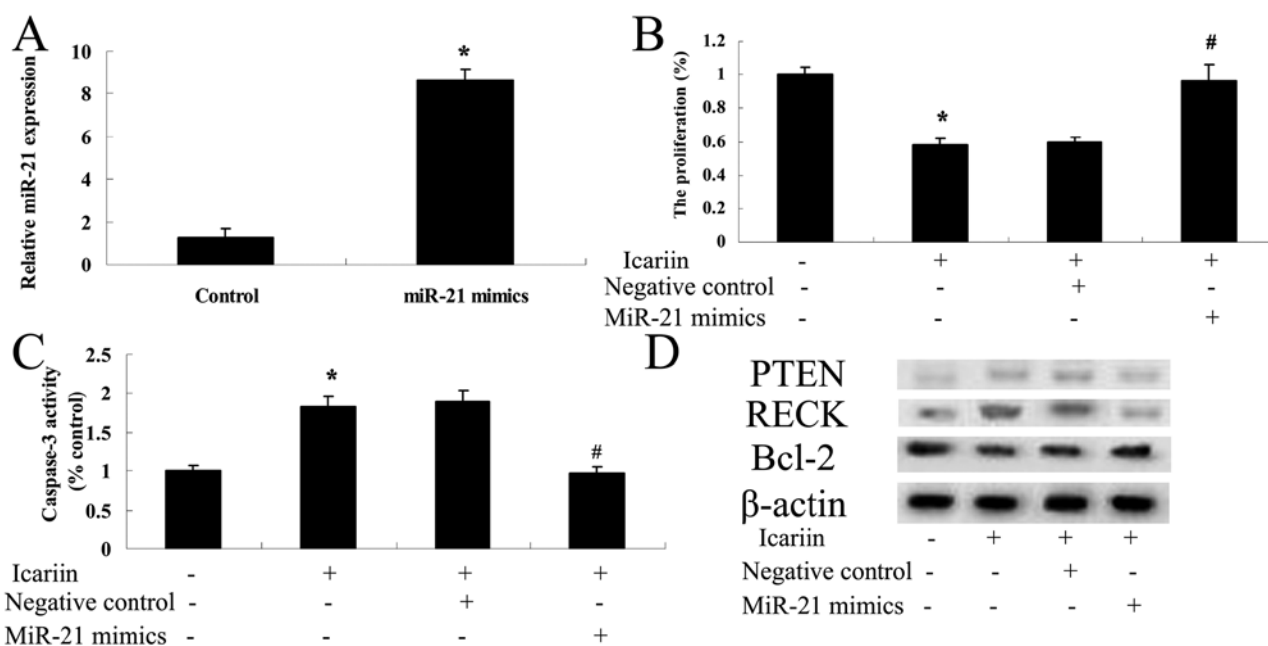 A
Relative miR-21 expression
10
8
6
4
2
0
*
Control
miR-21 mimics
B
The proliferation (%)
1.2
1
0.8
0.6
0.4
0.2
0
*
#
Icariin - + + +
Negative control - - + -
MiR-21 mimics - - - +
C
Caspase-3 activity
(% control)
2.5
2
1.5
1
0.5
0
*
#
Icariin - + + +
Negative control - - + -
MiR-21 mimics - - - +
D
PTEN
RECK
Bcl-2
β-actin
Icariin - + + +
Negative control - - + -
MiR-21 mimics - - - +